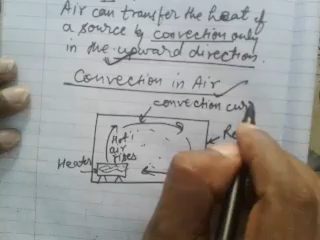 Air can transfer the heat of
a source by convection only
in the upward direction.
Convection in Air
convection cur
Hot
air
rises
Heater